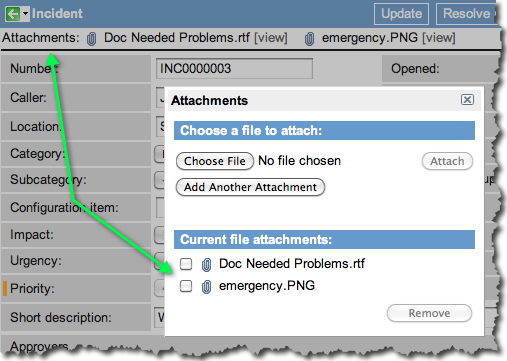 Incident Update Resolve
Attachments: Doc Needed Problems.rtf [view] emergency.PNG [view]
Number: INC0000003 Opened:
Caller:
Location:
Category:
Subcategory:
Configuration item:
Impact:
Urgency:
Priority:
Short description:
Approvers
Attachments
Choose a file to attach:
Choose File No file chosen Attach
Add Another Attachment
Current file attachments:
Doc Needed Problems.rtf
emergency.PNG
Remove